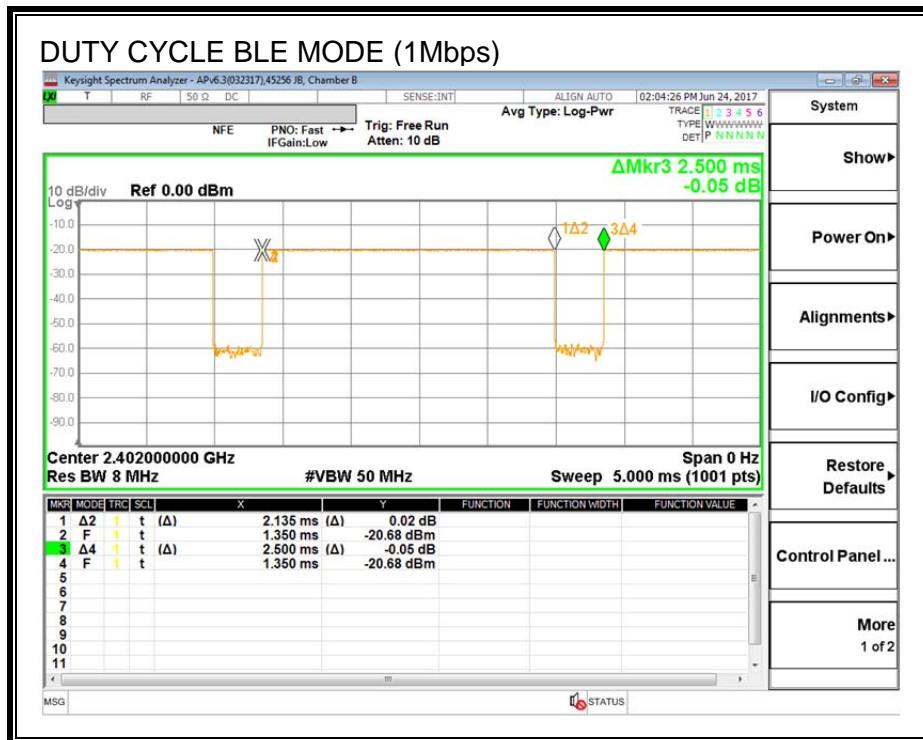 DUTY CYCLE BLE MODE (1Mbps)
Keysight Spectrum Analyzer - APv6.3(032317),45256 JB, Chamber B
LXI T RF 50 Ω DC SENSE:INT ALIGN AUTO 02:04:26 PM Jun 24, 2017
System
Avg Type: Log-Pwr TRACE 1 2 3 4 5 6
NFE PNO: Fast Trig: Free Run TYPE WWWWWW
IFGain:Low Atten: 10 dB DET P N N N N N
Show
ΔMkr3 2.500 ms
10 dB/div Ref 0.00 dBm -0.05 dB
Log
-10.0
1Δ2 3Δ4
Power On
-20.0
-30.0
-40.0
Alignments
-50.0
-60.0
-70.0
I/O Config
-90.0
Center 2.402000000 GHz Span 0 Hz
Res BW 8 MHz #VBW 50 MHz Sweep 5.000 ms (1001 pts)
Restore
Defaults
MKR MODE TRC SCL X Y FUNCTION FUNCTION WIDTH FUNCTION VALUE
1 Δ2 1 t (Δ) 2.135 ms (Δ) 0.02 dB
2 F 1 t 1.350 ms -20.68 dBm
3 Δ4 1 t (Δ) 2.500 ms (Δ) -0.05 dB
4 F 1 t 1.350 ms -20.68 dBm
5
6
7
8
9
10
11
Control Panel ...
More
1 of 2
MSG STATUS